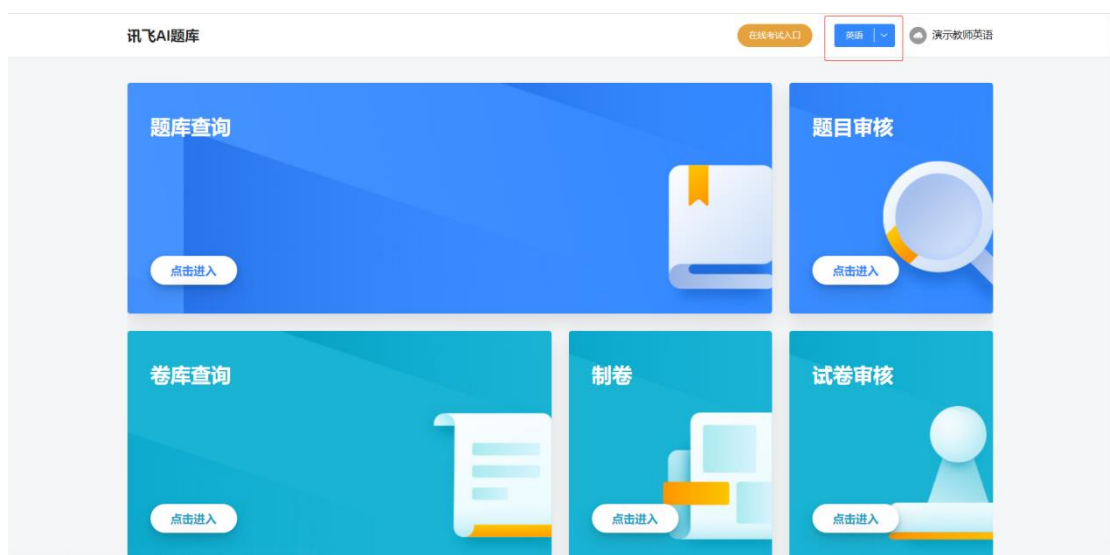 讯飞AI题库
在线考试入口
英语
演示教师英语
题库查询
点击进入
题目审核
点击进入
卷库查询
点击进入
制卷
点击进入
试卷审核
点击进入